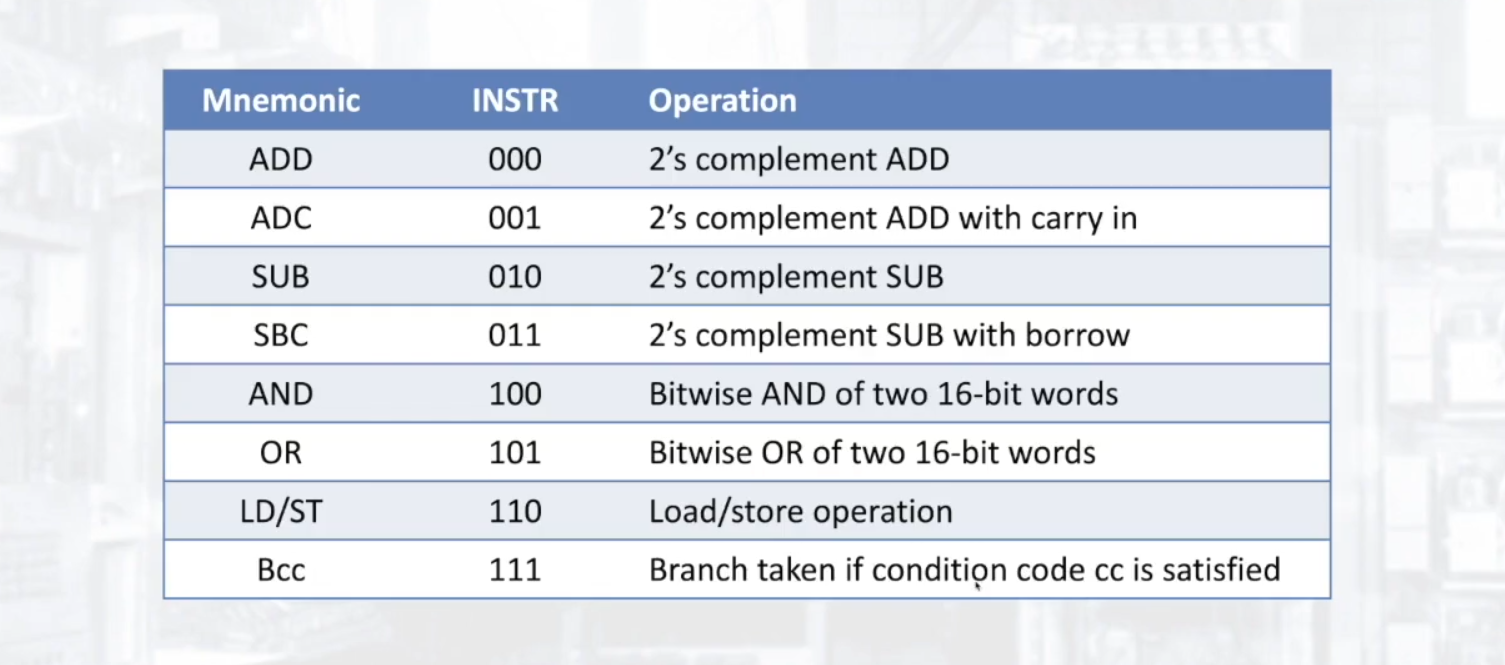 Mnemonic INSTR Operation
ADD 000 2’s complement ADD
ADC 001 2’s complement ADD with carry in
SUB 010 2’s complement SUB
SBC 011 2’s complement SUB with borrow
AND 100 Bitwise AND of two 16-bit words
OR 101 Bitwise OR of two 16-bit words
LD/ST 110 Load/store operation
Bcc 111 Branch taken if condition code cc is satisfied